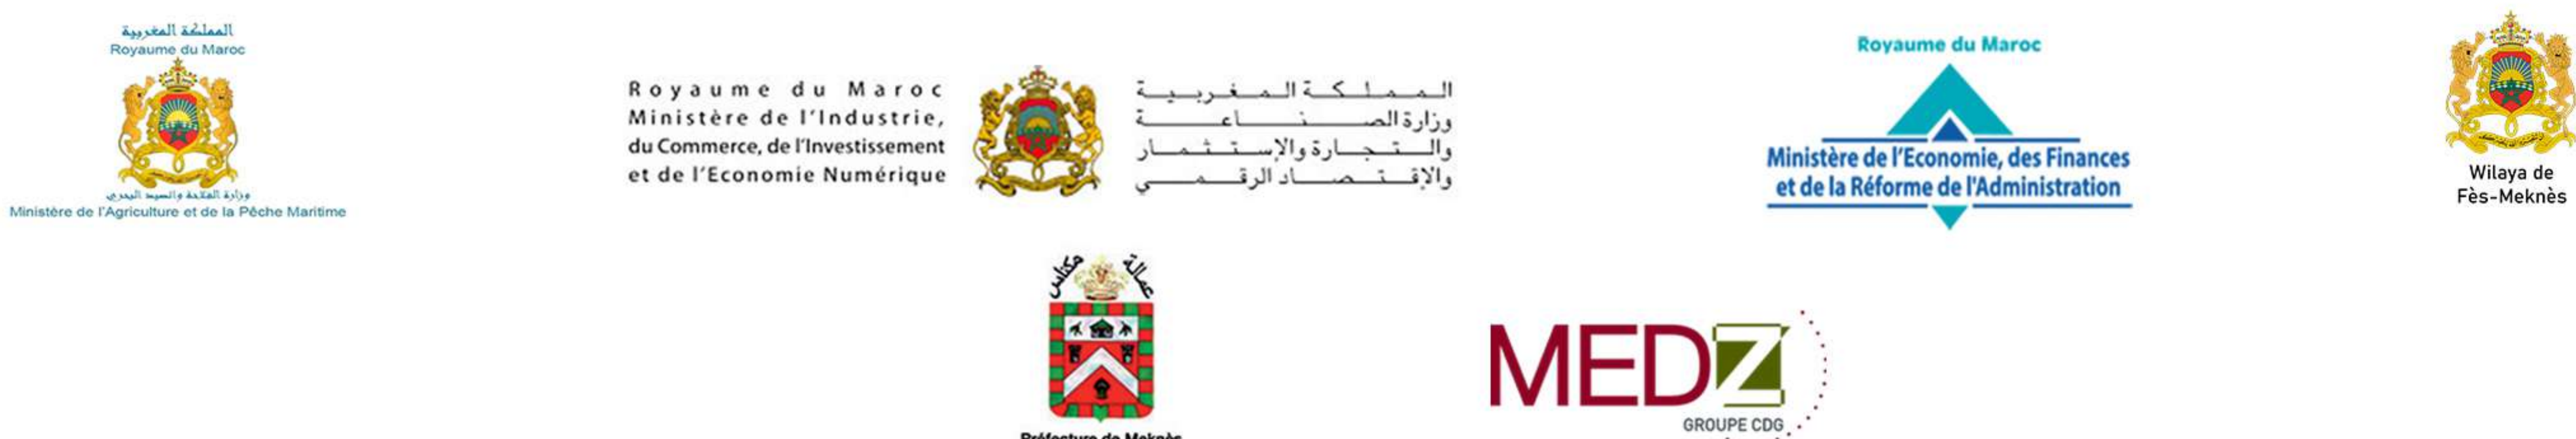 المملكة المغربية
Royaume du Maroc
وزارة الفلاحة والصيد البحري
Ministère de l'Agriculture et de la Pêche Maritime
Royaume du Maroc
Ministère de l'Industrie,
du Commerce, de l'Investissement
et de l'Economie Numérique
المملكة المغربية
وزارة الصناعة
والتجارة والإستثمار
والإقتصاد الرقمي
Royaume du Maroc
Ministère de l'Economie, des Finances
et de la Réforme de l'Administration
Wilaya de
Fès-Meknès
عمالة مكناس
Préfecture de Meknès
MEDZ
GROUPE CDG